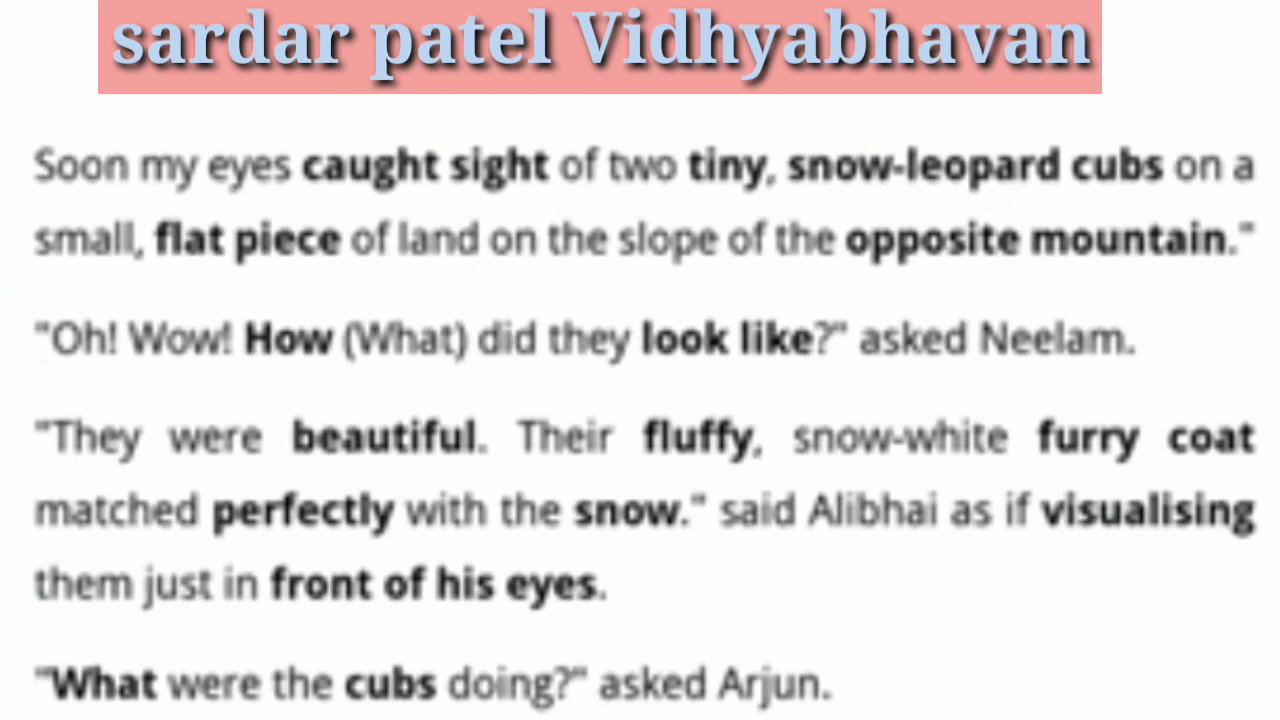 sardar patel Vidhyabhavan
Soon my eyes caught sight of two tiny, snow-leopard cubs on a
small, flat piece of land on the slope of the opposite mountain."
"Oh! Wow! How (What) did they look like?" asked Neelam.
"They were beautiful. Their fluffy, snow-white furry coat
matched perfectly with the snow." said Alibhai as if visualising
them just in front of his eyes.
"What were the cubs doing?" asked Arjun.